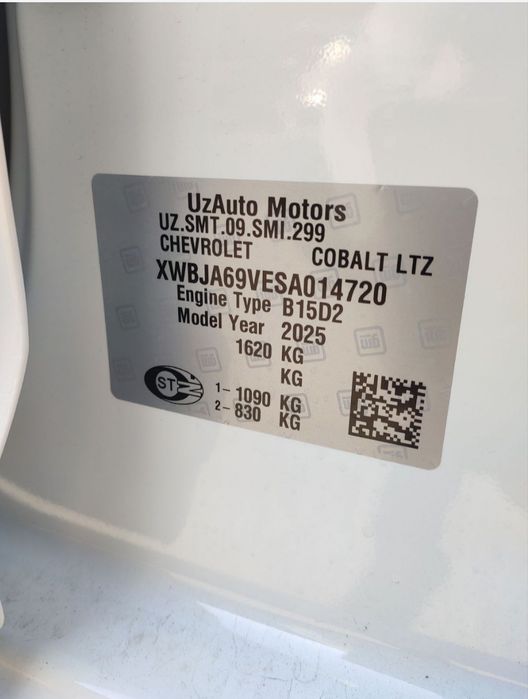 UzAuto Motors
UZ.SMT.09.SMI.299
CHEVROLET COBALT LTZ
XWBJA69VESA014720
Engine Type B15D2
Model Year 2025
1620 KG
KG
1- 1090 KG
2- 830 KG
ST